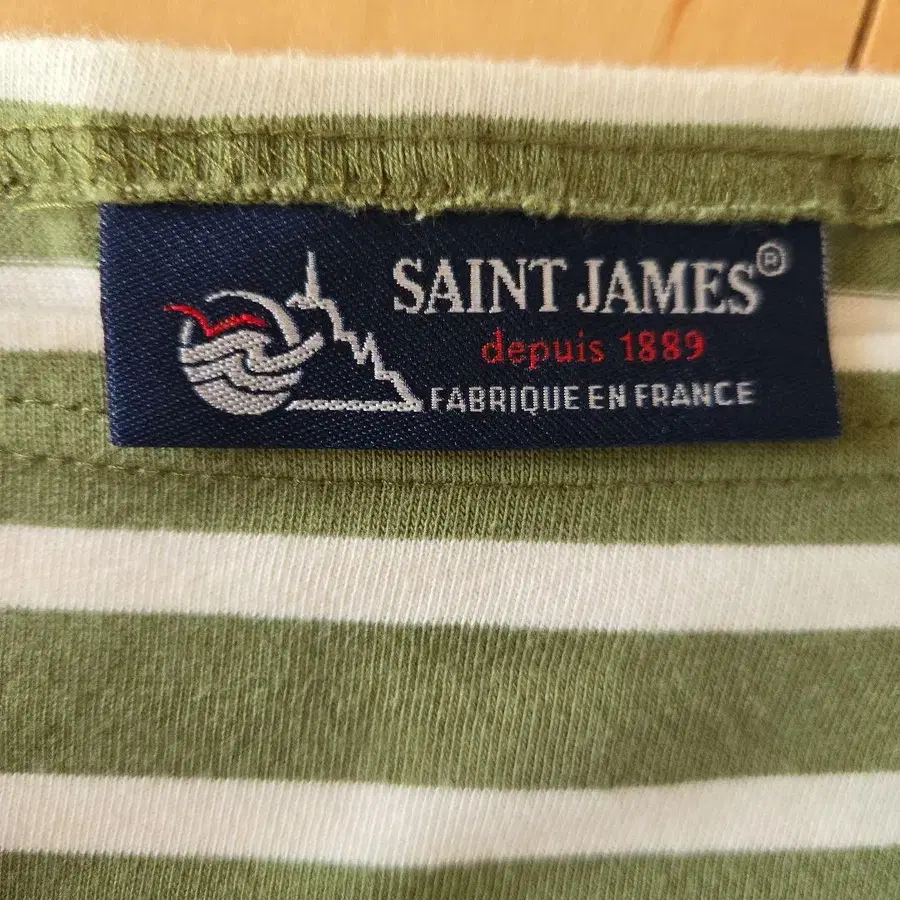 SAINT JAMES®
depuis 1889
FABRIQUE EN FRANCE